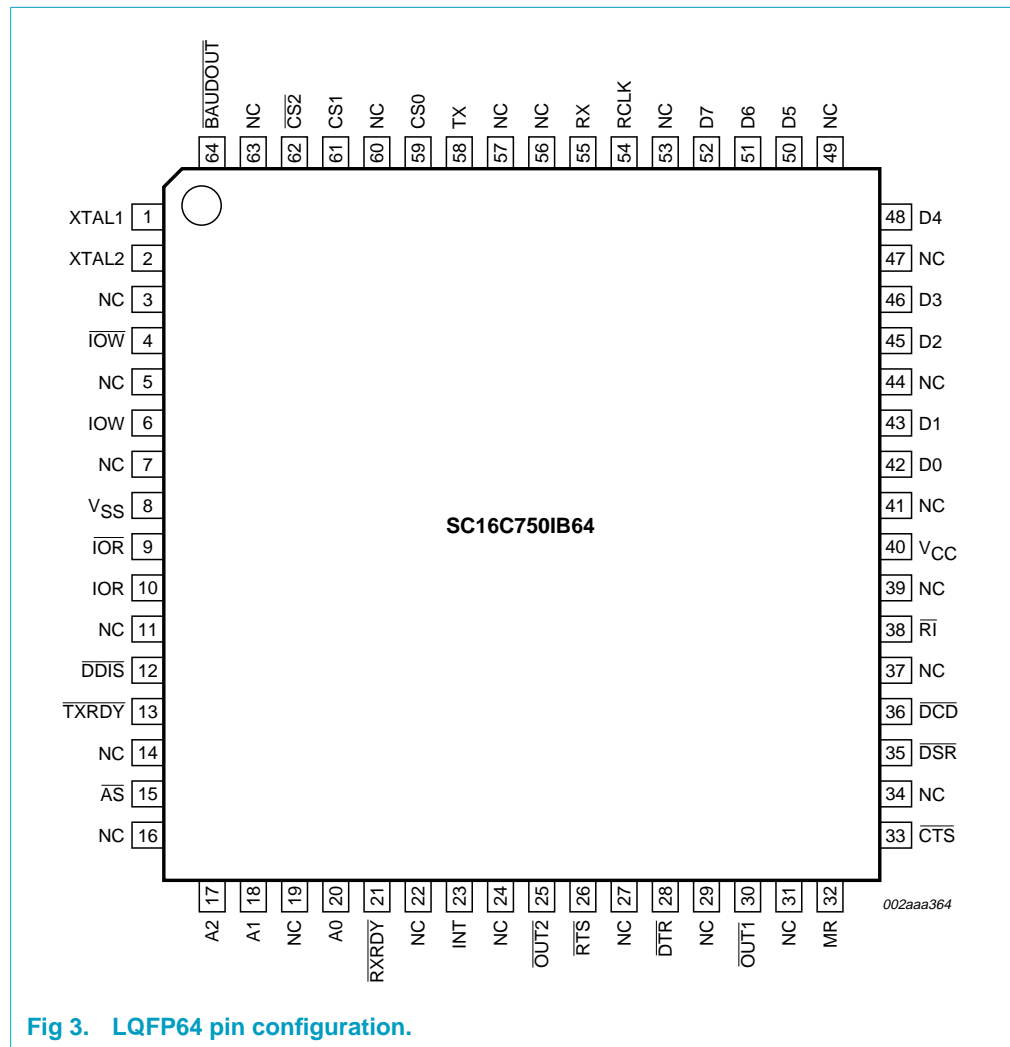 BAUDOUT NC CS2 CS1 NC CS0 TX NC NC RX RCLK NC D7 D6 D5 NC
64 63 62 61 60 59 58 57 56 55 54 53 52 51 50 49
XTAL1 1 48 D4
XTAL2 2 47 NC
NC 3 46 D3
IOW 4 45 D2
NC 5 44 NC
IOW 6 43 D1
NC 7 42 D0
VSS 8 41 NC
SC16C750IB64
IOR 9 40 VCC
IOR 10 39 NC
NC 11 38 RI
DDIS 12 37 NC
TXRDY 13 36 DCD
NC 14 35 DSR
AS 15 34 NC
NC 16 33 CTS
17 18 19 20 21 22 23 24 25 26 27 28 29 30 31 32
A2 A1 NC A0 RXRDY NC INT NC OUT2 RTS NC DTR NC OUT1 NC MR
002aaa364
Fig 3. LQFP64 pin configuration.